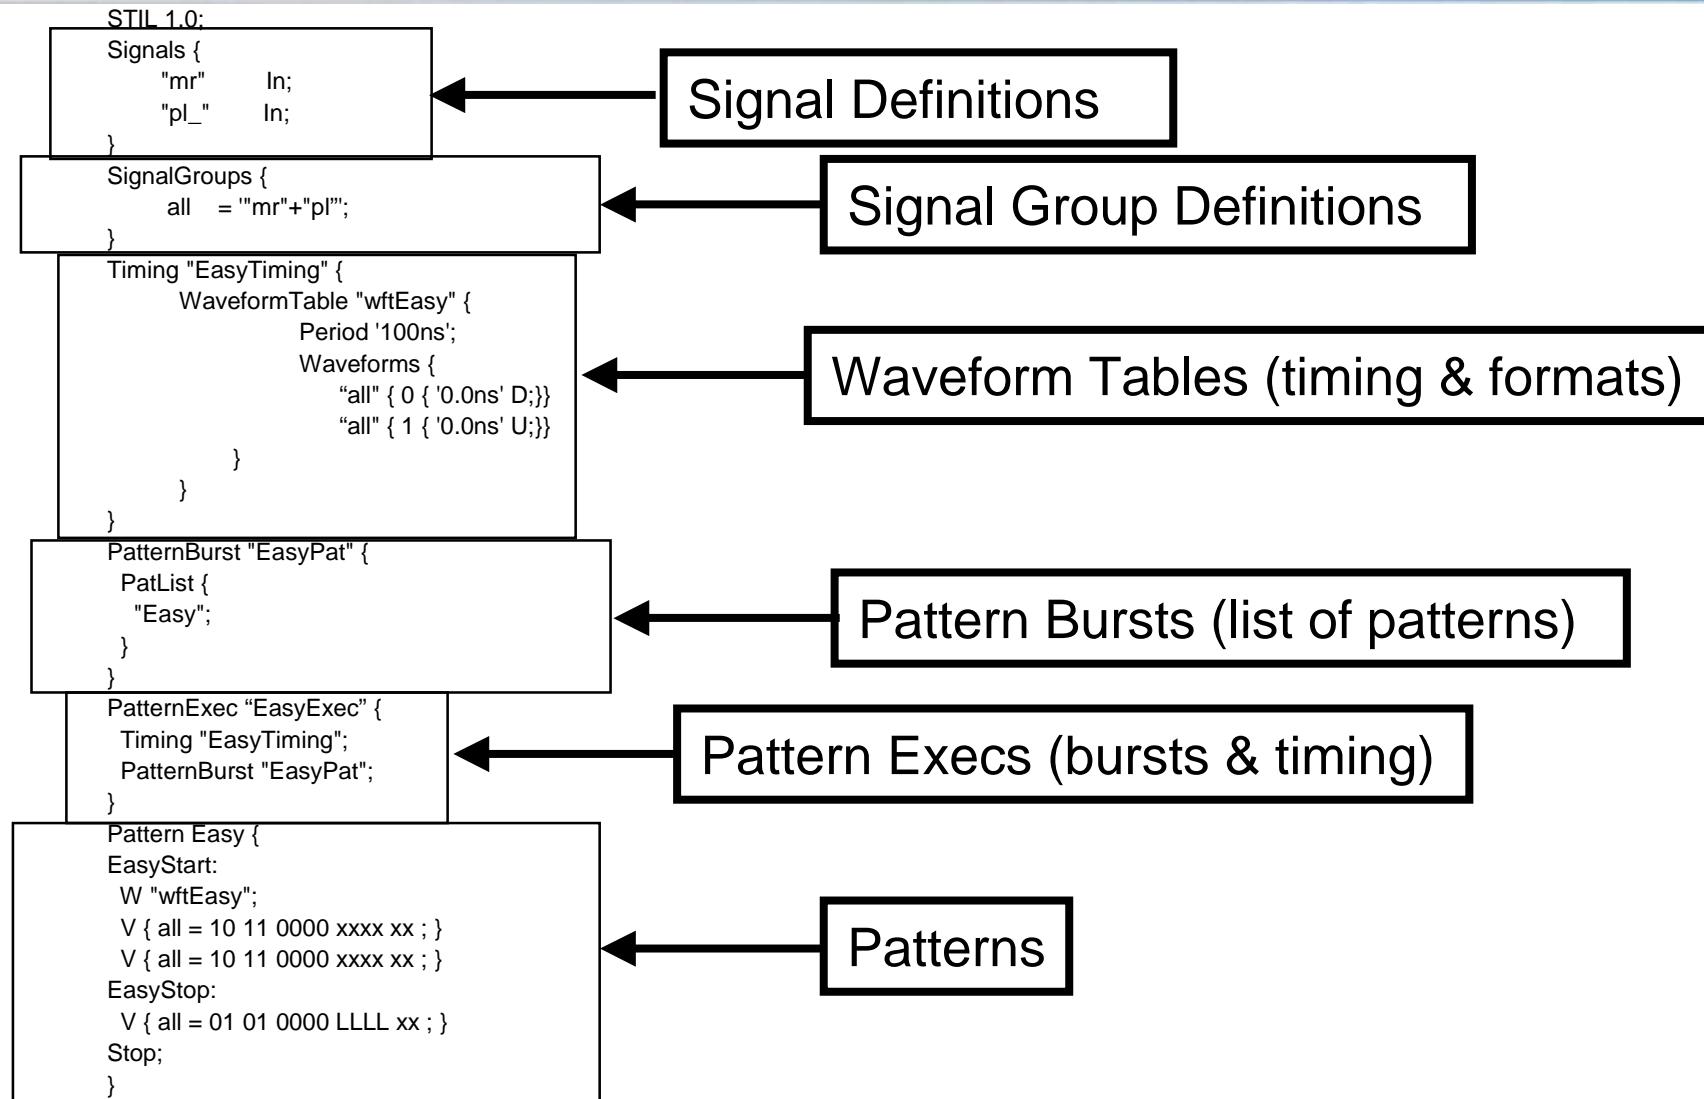 STIL 1.0;
Signals {
"mr" In;
"pl_" In;
}
Signal Definitions
SignalGroups {
all = '"mr"+"pl"';
}
Signal Group Definitions
Timing "EasyTiming" {
WaveformTable "wftEasy" {
Period '100ns';
Waveforms {
“all" { 0 { '0.0ns' D;}}
“all" { 1 { '0.0ns' U;}}
}
}
}
Waveform Tables (timing & formats)
PatternBurst "EasyPat" {
PatList {
"Easy";
}
}
Pattern Bursts (list of patterns)
PatternExec “EasyExec” {
Timing "EasyTiming";
PatternBurst "EasyPat";
}
Pattern Execs (bursts & timing)
Pattern Easy {
EasyStart:
W "wftEasy";
V { all = 10 11 0000 xxxx xx ; }
V { all = 10 11 0000 xxxx xx ; }
EasyStop:
V { all = 01 01 0000 LLLL xx ; }
Stop;
}
Patterns